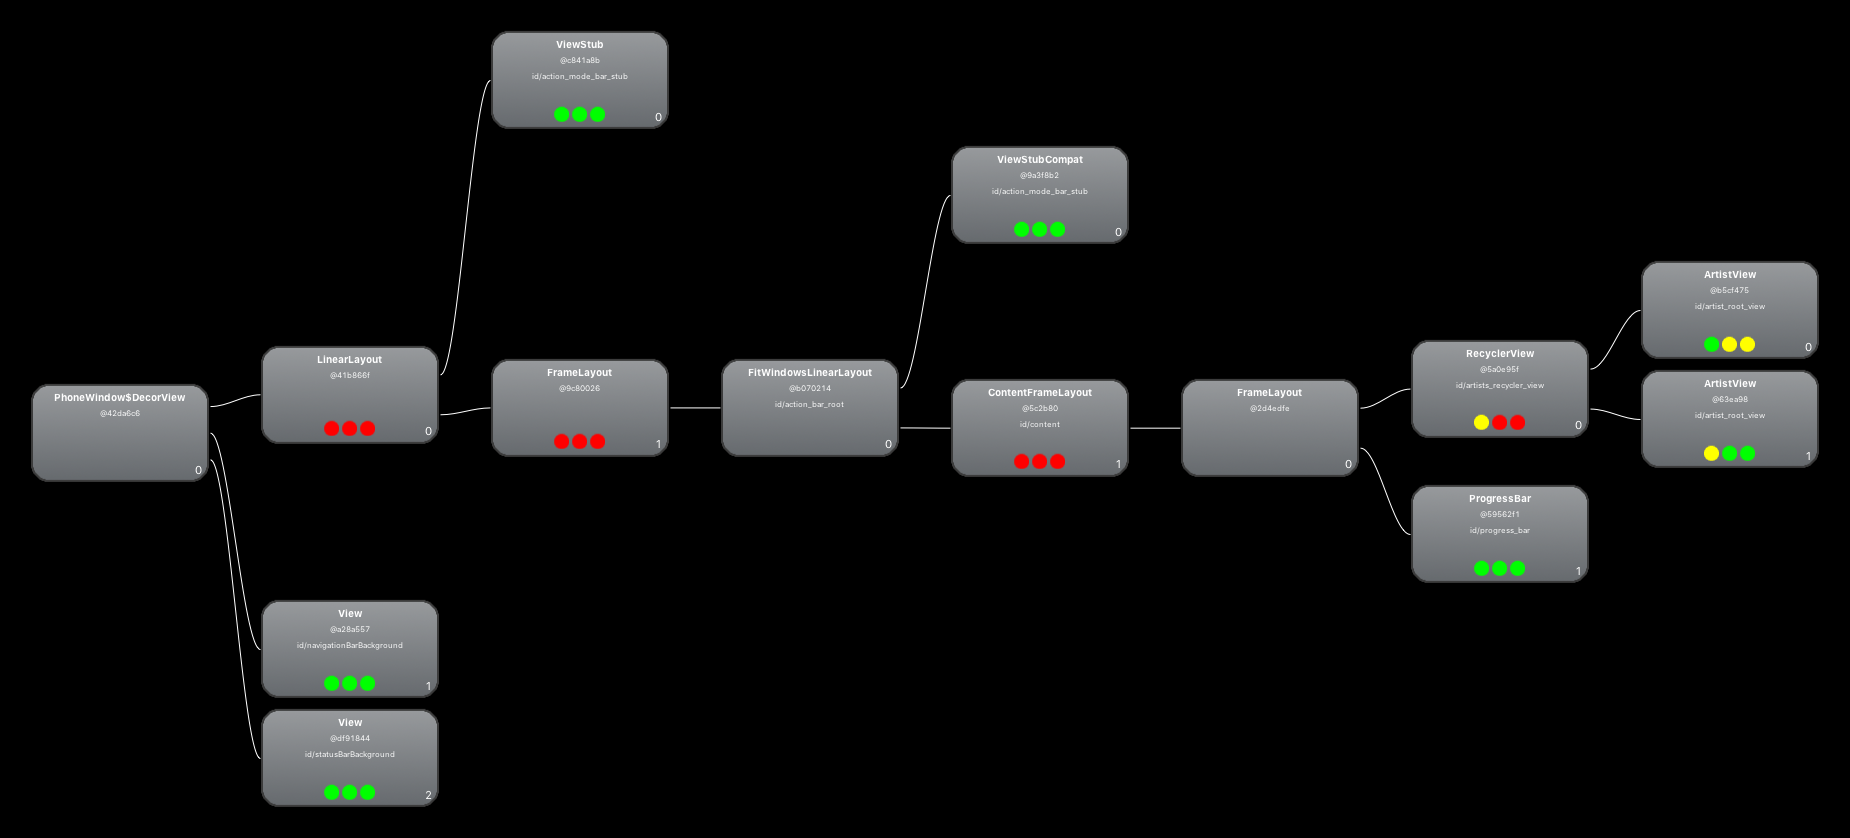 ViewStub
@c841a8b
id/action_mode_bar_stub
0
ViewStubCompat
@9a3f8b2
id/action_mode_bar_stub
0
ArtistView
@b5cf475
id/artist_root_view
0
LinearLayout
@41b866f
0
RecyclerView
@5a0e95f
id/artists_recycler_view
0
FrameLayout
@9c80026
1
FitWindowsLinearLayout
@b070214
id/action_bar_root
0
ArtistView
@63ea98
id/artist_root_view
1
ContentFrameLayout
@5c2b80
id/content
1
FrameLayout
@2d4edfe
0
PhoneWindow$DecorView
@42da6c6
0
ProgressBar
@59562f1
id/progress_bar
1
View
@a28a557
id/navigationBarBackground
1
View
@df91844
id/statusBarBackground
2